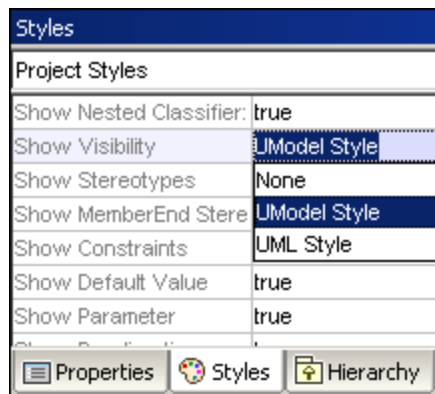 Styles
Project Styles
Show Nested Classifier: true
Show Visibility UModel Style
Show Stereotypes None
Show MemberEnd Stere UModel Style
Show Constraints UML Style
Show Default Value true
Show Parameter true
Properties Styles Hierarchy